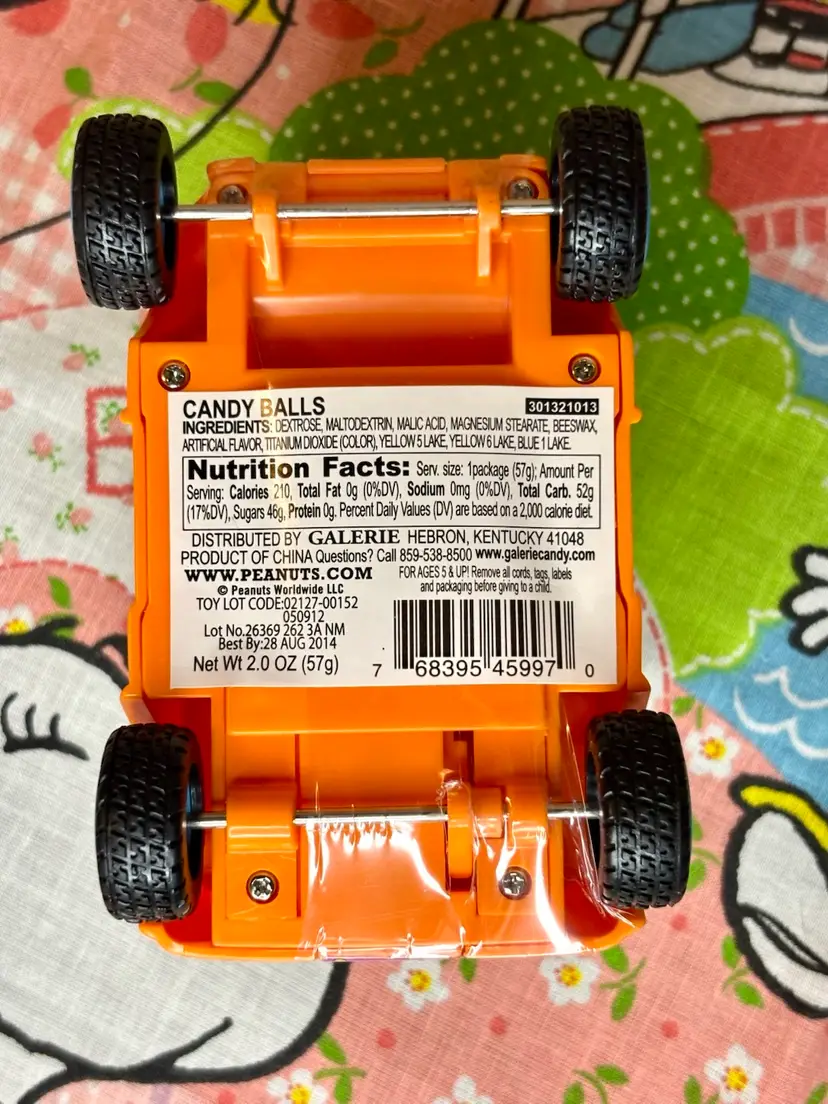 CANDY BALLS 301321013
INGREDIENTS: DEXTROSE, MALTODEXTRIN, MALIC ACID, MAGNESIUM STEARATE, BEESWAX,
ARTIFICIAL FLAVOR, TITANIUM DIOXIDE (COLOR), YELLOW 5 LAKE, YELLOW 6 LAKE, BLUE 1 LAKE.
Nutrition Facts: Serv. size: 1package (57g); Amount Per
Serving: Calories 210, Total Fat 0g (0%DV), Sodium 0mg (0%DV), Total Carb. 52g
(17%DV), Sugars 46g, Protein 0g. Percent Daily Values (DV) are based on a 2,000 calorie diet.
DISTRIBUTED BY GALERIE HEBRON, KENTUCKY 41048
PRODUCT OF CHINA Questions? Call 859-538-8500 www.galeriecandy.com
WWW.PEANUTS.COM
© Peanuts Worldwide LLC
FOR AGES 5 & UP! Remove all cords, tags, labels
and packaging before giving to a child.
TOY LOT CODE:02127-00152
050912
Lot No.26369 262 3A NM
Best By:28 AUG 2014
Net Wt 2.0 OZ (57g)
7 68395 45997 0